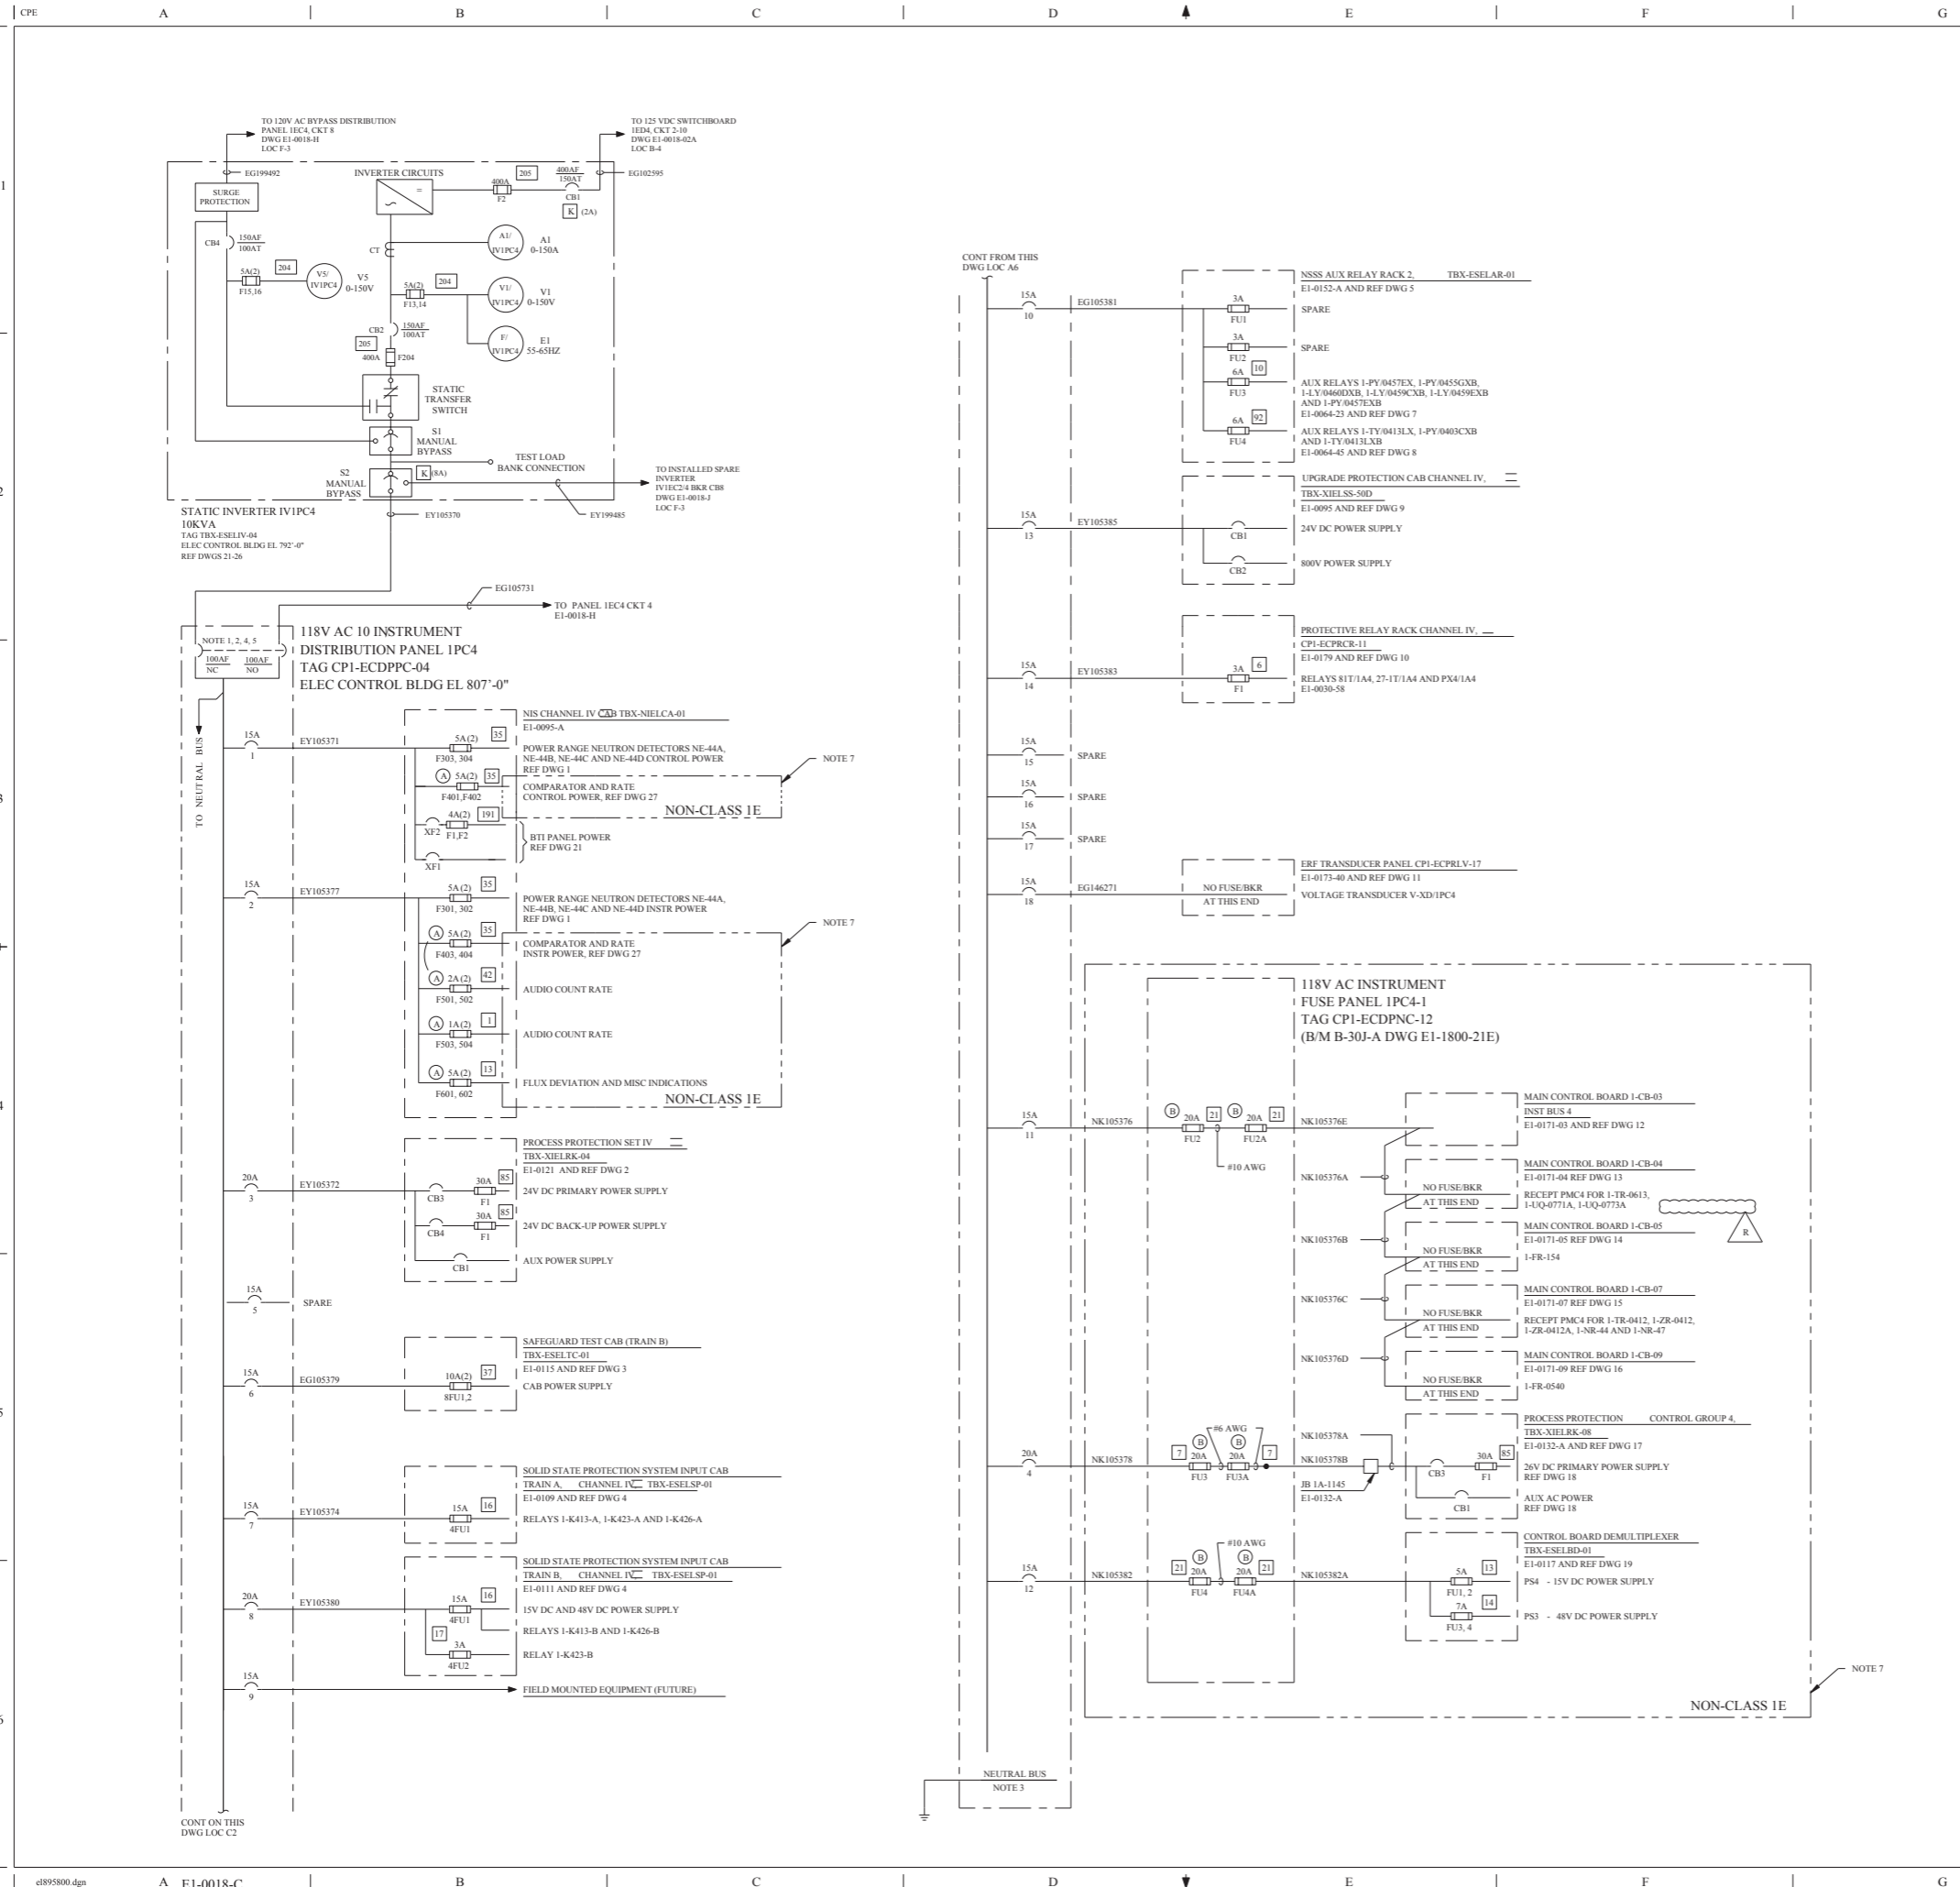 CPE
A
B
C
D
E
F
G
1
TO 120V AC BYPASS DISTRIBUTION
PANEL 1EC4, CKT 8
DWG E1-0018-H
LOC F-3
TO 125 VDC SWITCHBOARD
1ED4, CKT 2-10
DWG E1-0018-02A
LOC B-4
EG199492
SURGE
PROTECTION
INVERTER CIRCUITS
400A
F2
205
400AF
150AT
CB1
K (2A)
EG102595
CB4
150AF
100AT
CT
A1/
IV1PC4
A1
0-150A
5A(2)
F15,16
204
V5/
IV1PC4
V5
0-150V
5A(2)
F13,14
204
V1/
IV1PC4
V1
0-150V
CB2
150AF
100AT
205
400A
F204
F/
IV1PC4
E1
55-65HZ
STATIC
TRANSFER
SWITCH
S1
MANUAL
BYPASS
TEST LOAD
BANK CONNECTION
S2
MANUAL
BYPASS
K (8A)
TO INSTALLED SPARE
INVERTER
IV1EC2/4 BKR CB8
DWG E1-0018-J
LOC F-3
EY105370
EY199485
STATIC INVERTER IV1PC4
10KVA
TAG TBX-ESELIV-04
ELEC CONTROL BLDG EL 792'-0"
REF DWGS 21-26
2
EG105731
TO PANEL 1EC4 CKT 4
E1-0018-H
NOTE 1, 2, 4, 5
100AF
NC
100AF
NO
118V AC 10 INSTRUMENT
DISTRIBUTION PANEL 1PC4
TAG CP1-ECDPPC-04
ELEC CONTROL BLDG EL 807'-0"
TO NEUTRAL BUS
NIS CHANNEL IV CAB TBX-NIELCA-01
E1-0095-A
15A
1
EY105371
5A(2)
F303, 304
35
POWER RANGE NEUTRON DETECTORS NE-44A,
NE-44B, NE-44C AND NE-44D CONTROL POWER
REF DWG 1
NOTE 7
A 5A(2) 35
F401,F402
COMPARATOR AND RATE
CONTROL POWER, REF DWG 27
NON-CLASS 1E
3
XF2
4A(2)
F1,F2
191
BTI PANEL POWER
REF DWG 21
XF1
15A
2
EY105377
5A(2)
F301, 302
35
POWER RANGE NEUTRON DETECTORS NE-44A,
NE-44B, NE-44C AND NE-44D INSTR POWER
REF DWG 1
NOTE 7
A 5A(2) 35
F403, 404
COMPARATOR AND RATE
INSTR POWER, REF DWG 27
A 2A(2) 42
F501, 502
AUDIO COUNT RATE
A 1A(2) 1
F503, 504
AUDIO COUNT RATE
A 5A(2) 13
F601, 602
FLUX DEVIATION AND MISC INDICATIONS
NON-CLASS 1E
4
PROCESS PROTECTION SET IV
TBX-XIELRK-04
E1-0121 AND REF DWG 2
20A
3
EY105372
CB3
30A
F1
85
24V DC PRIMARY POWER SUPPLY
CB4
30A
F1
85
24V DC BACK-UP POWER SUPPLY
CB1
AUX POWER SUPPLY
15A
5
SPARE
SAFEGUARD TEST CAB (TRAIN B)
TBX-ESELTC-01
E1-0115 AND REF DWG 3
15A
6
EG105379
10A(2)
8FU1,2
37
CAB POWER SUPPLY
5
SOLID STATE PROTECTION SYSTEM INPUT CAB
TRAIN A, CHANNEL IV, TBX-ESELSP-01
E1-0109 AND REF DWG 4
15A
7
EY105374
15A
4FU1
16
RELAYS 1-K413-A, 1-K423-A AND 1-K426-A
SOLID STATE PROTECTION SYSTEM INPUT CAB
TRAIN B, CHANNEL IV, TBX-ESELSP-01
E1-0111 AND REF DWG 4
20A
8
EY105380
15A
4FU1
16
15V DC AND 48V DC POWER SUPPLY
RELAYS 1-K413-B AND 1-K426-B
17
3A
4FU2
RELAY 1-K423-B
15A
9
FIELD MOUNTED EQUIPMENT (FUTURE)
6
CONT ON THIS
DWG LOC C2
CONT FROM THIS
DWG LOC A6
NSSS AUX RELAY RACK 2, TBX-ESELAR-01
E1-0152-A AND REF DWG 5
15A
10
EG105381
3A
FU1
SPARE
3A
FU2
SPARE
6A
FU3
10
AUX RELAYS 1-PY/0457EX, 1-PY/0455GXB,
1-LY/0460DXB, 1-LY/0459CXB, 1-LY/0459EXB
AND 1-PY/0457EXB
E1-0064-23 AND REF DWG 7
6A
FU4
92
AUX RELAYS 1-TY/0413LX, 1-PY/0403CXB
AND 1-TY/0413LXB
E1-0064-45 AND REF DWG 8
UPGRADE PROTECTION CAB CHANNEL IV,
TBX-XIELSS-50D
E1-0095 AND REF DWG 9
15A
13
EY105385
CB1
24V DC POWER SUPPLY
CB2
800V POWER SUPPLY
PROTECTIVE RELAY RACK CHANNEL IV,
CP1-ECPRCR-11
E1-0179 AND REF DWG 10
15A
14
EY105383
3A
F1
6
RELAYS 81T/1A4, 27-1T/1A4 AND PX4/1A4
E1-0030-58
15A
15
SPARE
15A
16
SPARE
15A
17
SPARE
ERF TRANSDUCER PANEL CP1-ECPRLV-17
E1-0173-40 AND REF DWG 11
15A
18
EG146271
NO FUSE/BKR
AT THIS END
VOLTAGE TRANSDUCER V-XD/1PC4
118V AC INSTRUMENT
FUSE PANEL 1PC4-1
TAG CP1-ECDPNC-12
(B/M B-30J-A DWG E1-1800-21E)
15A
11
NK105376
B 20A 21
FU2
B 20A 21
FU2A
#10 AWG
NK105376E
MAIN CONTROL BOARD 1-CB-03
INST BUS 4
E1-0171-03 AND REF DWG 12
NK105376A
MAIN CONTROL BOARD 1-CB-04
E1-0171-04 REF DWG 13
NO FUSE/BKR
AT THIS END
RECEPT PMC4 FOR 1-TR-0613,
1-UQ-0771A, 1-UQ-0773A
R
NK105376B
MAIN CONTROL BOARD 1-CB-05
E1-0171-05 REF DWG 14
NO FUSE/BKR
AT THIS END
1-FR-154
NK105376C
MAIN CONTROL BOARD 1-CB-07
E1-0171-07 REF DWG 15
NO FUSE/BKR
AT THIS END
RECEPT PMC4 FOR 1-TR-0412, 1-ZR-0412,
1-ZR-0412A, 1-NR-44 AND 1-NR-47
NK105376D
MAIN CONTROL BOARD 1-CB-09
E1-0171-09 REF DWG 16
NO FUSE/BKR
AT THIS END
1-FR-0540
PROCESS PROTECTION CONTROL GROUP 4,
TBX-XIELRK-08
E1-0132-A AND REF DWG 17
20A
4
NK105378
#6 AWG
7
B
20A
FU3
B
20A
FU3A
7
NK105378A
NK105378B
JB 1A-1145
E1-0132-A
CB3
30A
F1
85
26V DC PRIMARY POWER SUPPLY
REF DWG 18
CB1
AUX AC POWER
REF DWG 18
CONTROL BOARD DEMULTIPLEXER
TBX-ESELBD-01
E1-0117 AND REF DWG 19
15A
12
NK105382
#10 AWG
21
B
20A
FU4
B
20A
FU4A
21
NK105382A
5A
FU1, 2
13
PS4 - 15V DC POWER SUPPLY
7A
FU3, 4
14
PS3 - 48V DC POWER SUPPLY
NOTE 7
NON-CLASS 1E
NEUTRAL BUS
NOTE 3
el895800.dgn
A
E1-0018-C
B
C
D
E
F
G